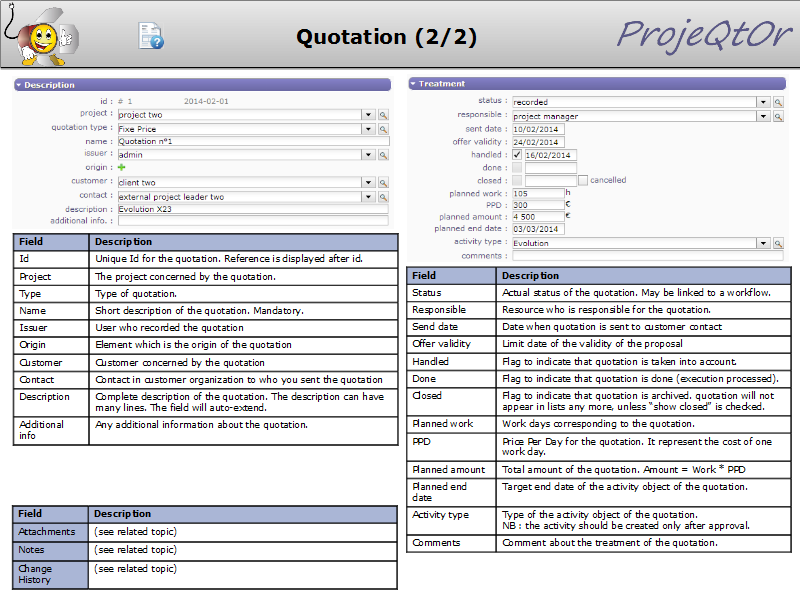 Quotation (2/2)
ProjeQtOr
Description
id : # 1 2014-02-01
project : project two
quotation type : Fixe Price
name : Quotation n°1
issuer : admin
origin :
customer : client two
contact : external project leader two
description : Evolution X23
additional info. :
Field Description
Id Unique Id for the quotation. Reference is displayed after id.
Project The project concerned by the quotation.
Type Type of quotation.
Name Short description of the quotation. Mandatory.
Issuer User who recorded the quotation
Origin Element which is the origin of the quotation
Customer Customer concerned by the quotation
Contact Contact in customer organization to who you sent the quotation
Description Complete description of the quotation. The description can have
many lines. The field will auto-extend.
Additional Any additional information about the quotation.
info
Field Description
Attachments (see related topic)
Notes (see related topic)
Change (see related topic)
History
Treatment
status : recorded
responsible : project manager
sent date : 10/02/2014
offer validity : 24/02/2014
handled : 16/02/2014
done :
closed : cancelled
planned work : 105 h
PPD : 300 €
planned amount : 4 500 €
planned end date : 03/03/2014
activity type : Evolution
comments :
Field Description
Status Actual status of the quotation. May be linked to a workflow.
Responsible Resource who is responsible for the quotation.
Send date Date when quotation is sent to customer contact
Offer validity Limit date of the validity of the proposal
Handled Flag to indicate that quotation is taken into account.
Done Flag to indicate that quotation is done (execution processed).
Closed Flag to indicate that quotation is archived. quotation will not
appear in lists any more, unless “show closed” is checked.
Planned work Work days corresponding to the quotation.
PPD Price Per Day for the quotation. It represent the cost of one
work day.
Planned amount Total amount of the quotation. Amount = Work * PPD
Planned end Target end date of the activity object of the quotation.
date
Activity type Type of the activity object of the quotation.
NB : the activity should be created only after approval.
Comments Comment about the treatment of the quotation.